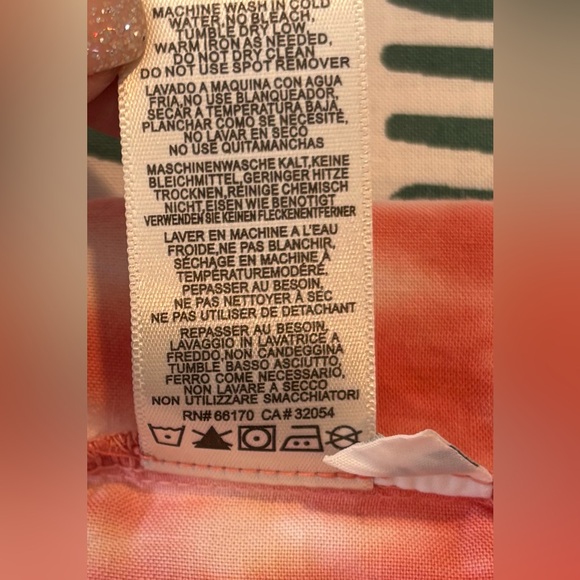 MACHINE WASH IN COLD
WATER, NO BLEACH,
TUMBLE DRY LOW,
WARM IRON AS NEEDED,
DO NOT DRY CLEAN
DO NOT USE SPOT REMOVER
LAVADO A MAQUINA CON AGUA
FRIA, NO USE BLANQUEADOR,
SECAR A TEMPERATURA BAJA,
PLANCHAR COMO SE NECESITE,
NO LAVAR EN SECO
NO USE QUITAMANCHAS
MASCHINENWASCHE KALT,KEINE
BLEICHMITTEL,GERINGER HITZE
TROCKNEN,REINIGE CHEMISCH
NICHT,EISEN WIE BENOTIGT
VERWENDEN SIE KEINEN FLECKENENTFERNER
LAVER EN MACHINE A L'EAU
FROIDE,NE PAS BLANCHIR,
SÉCHAGE EN MACHINE À
TEMPÉRATUREMODÉRÉ.
PEPASSER AU BESOIN,
NE PAS NETTOYER À SEC
NE PAS UTILISER DE DETACHANT
REPASSER AU BESOIN,
LAVAGGIO IN LAVATRICE A
FREDDO,NON CANDEGGINA
TUMBLE BASSO ASCIUTTO,
FERRO COME NECESSARIO,
NON LAVARE A SECCO
NON UTILIZZARE SMACCHIATORI
RN# 66170 CA# 32054